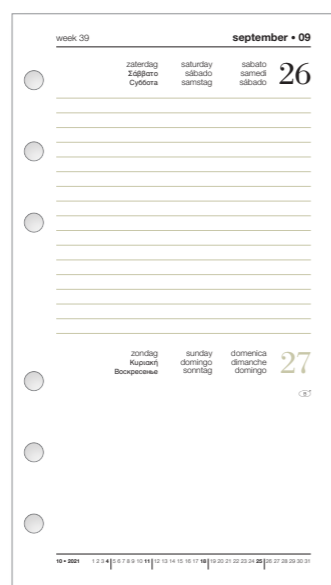 week 39 september • 09
zaterdag saturday sabato 26
Σάββατο sábado samedi
Суббота samstag sábado
zondag sunday domenica 27
Κυριακή domingo dimanche
Воскресенье sonntag domingo
10 • 2021 1 2 3 4 5 6 7 8 9 10 11 12 13 14 15 16 17 18 19 20 21 22 23 24 25 26 27 28 29 30 31